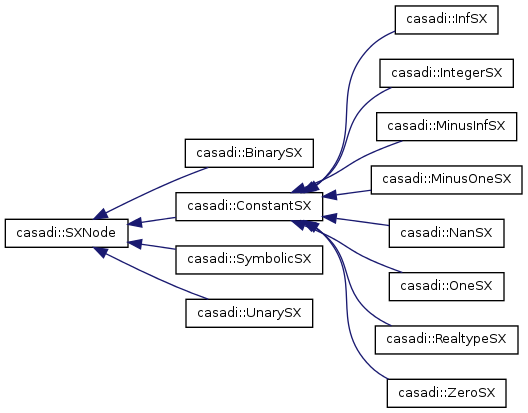 casadi::InfSX
casadi::IntegerSX
casadi::MinusInfSX
casadi::BinarySX
casadi::MinusOneSX
casadi::ConstantSX
casadi::SXNode
casadi::NanSX
casadi::SymbolicSX
casadi::OneSX
casadi::UnarySX
casadi::RealtypeSX
casadi::ZeroSX